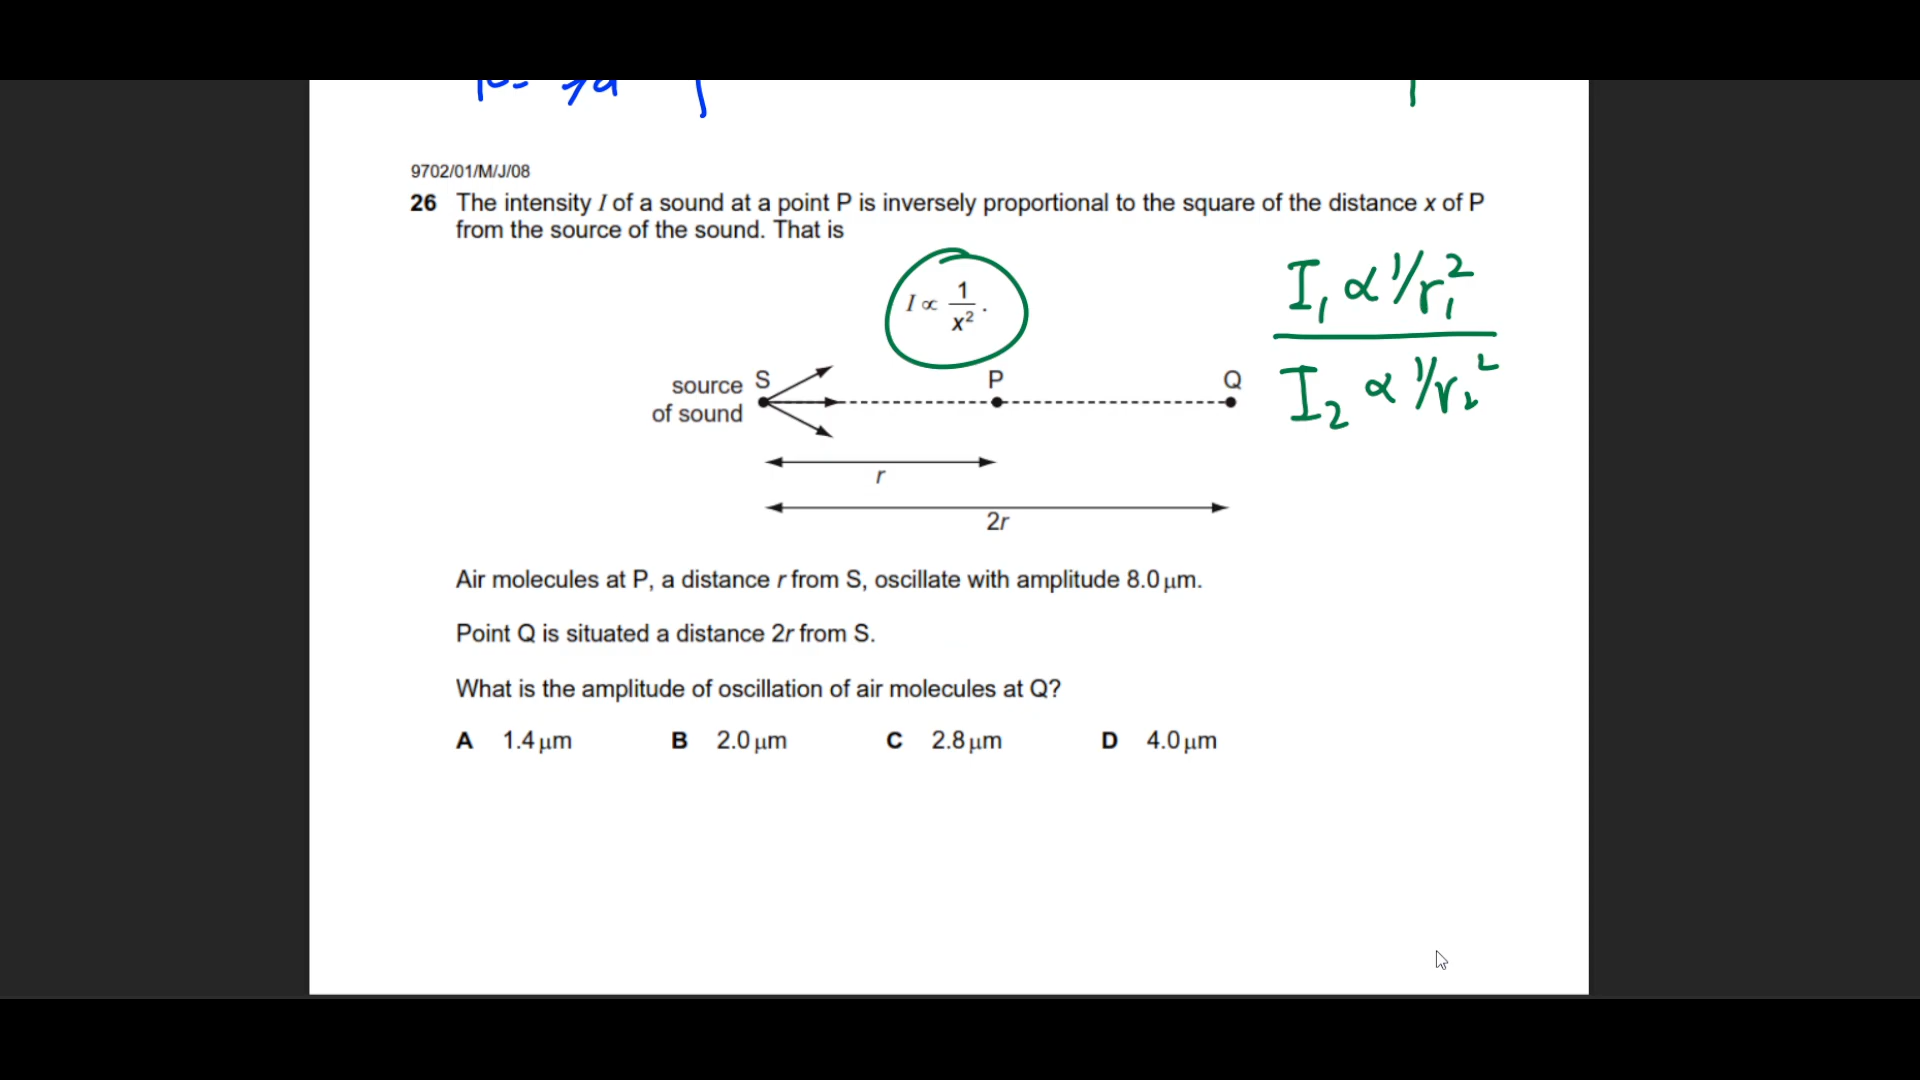 9702/01/M/J/08
26 The intensity I of a sound at a point P is inversely proportional to the square of the distance x of P
from the source of the sound. That is
I ∝ 1/x² .
I₁ ∝ 1/r₁²
I₂ ∝ 1/r₂²
source of sound
S
P
Q
r
2r
Air molecules at P, a distance r from S, oscillate with amplitude 8.0 μm.
Point Q is situated a distance 2r from S.
What is the amplitude of oscillation of air molecules at Q?
A 1.4 μm B 2.0 μm C 2.8 μm D 4.0 μm